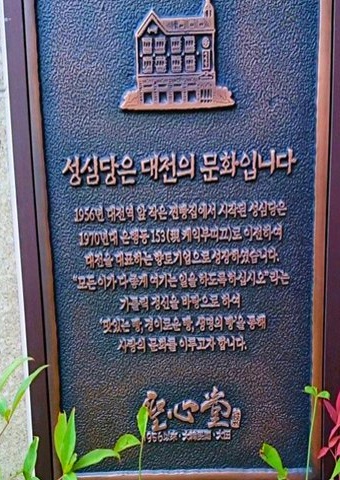 성심당은 대전의 문화입니다
1956년 대전역 앞 작은 찐빵집에서 시작된 성심당은
1970년대 은행동 153(現 케익부띠끄)로 이전하여
대전을 대표하는 향토기업으로 성장하였습니다.
"모든 이가 다 좋게 여기는 일을 하도록 하십시오"라는
가톨릭 정신을 바탕으로 하여
"맛있는 빵, 경이로운 빵, 생명의 빵"을 통해
사랑의 문화를 이루고자 합니다.
聖心堂